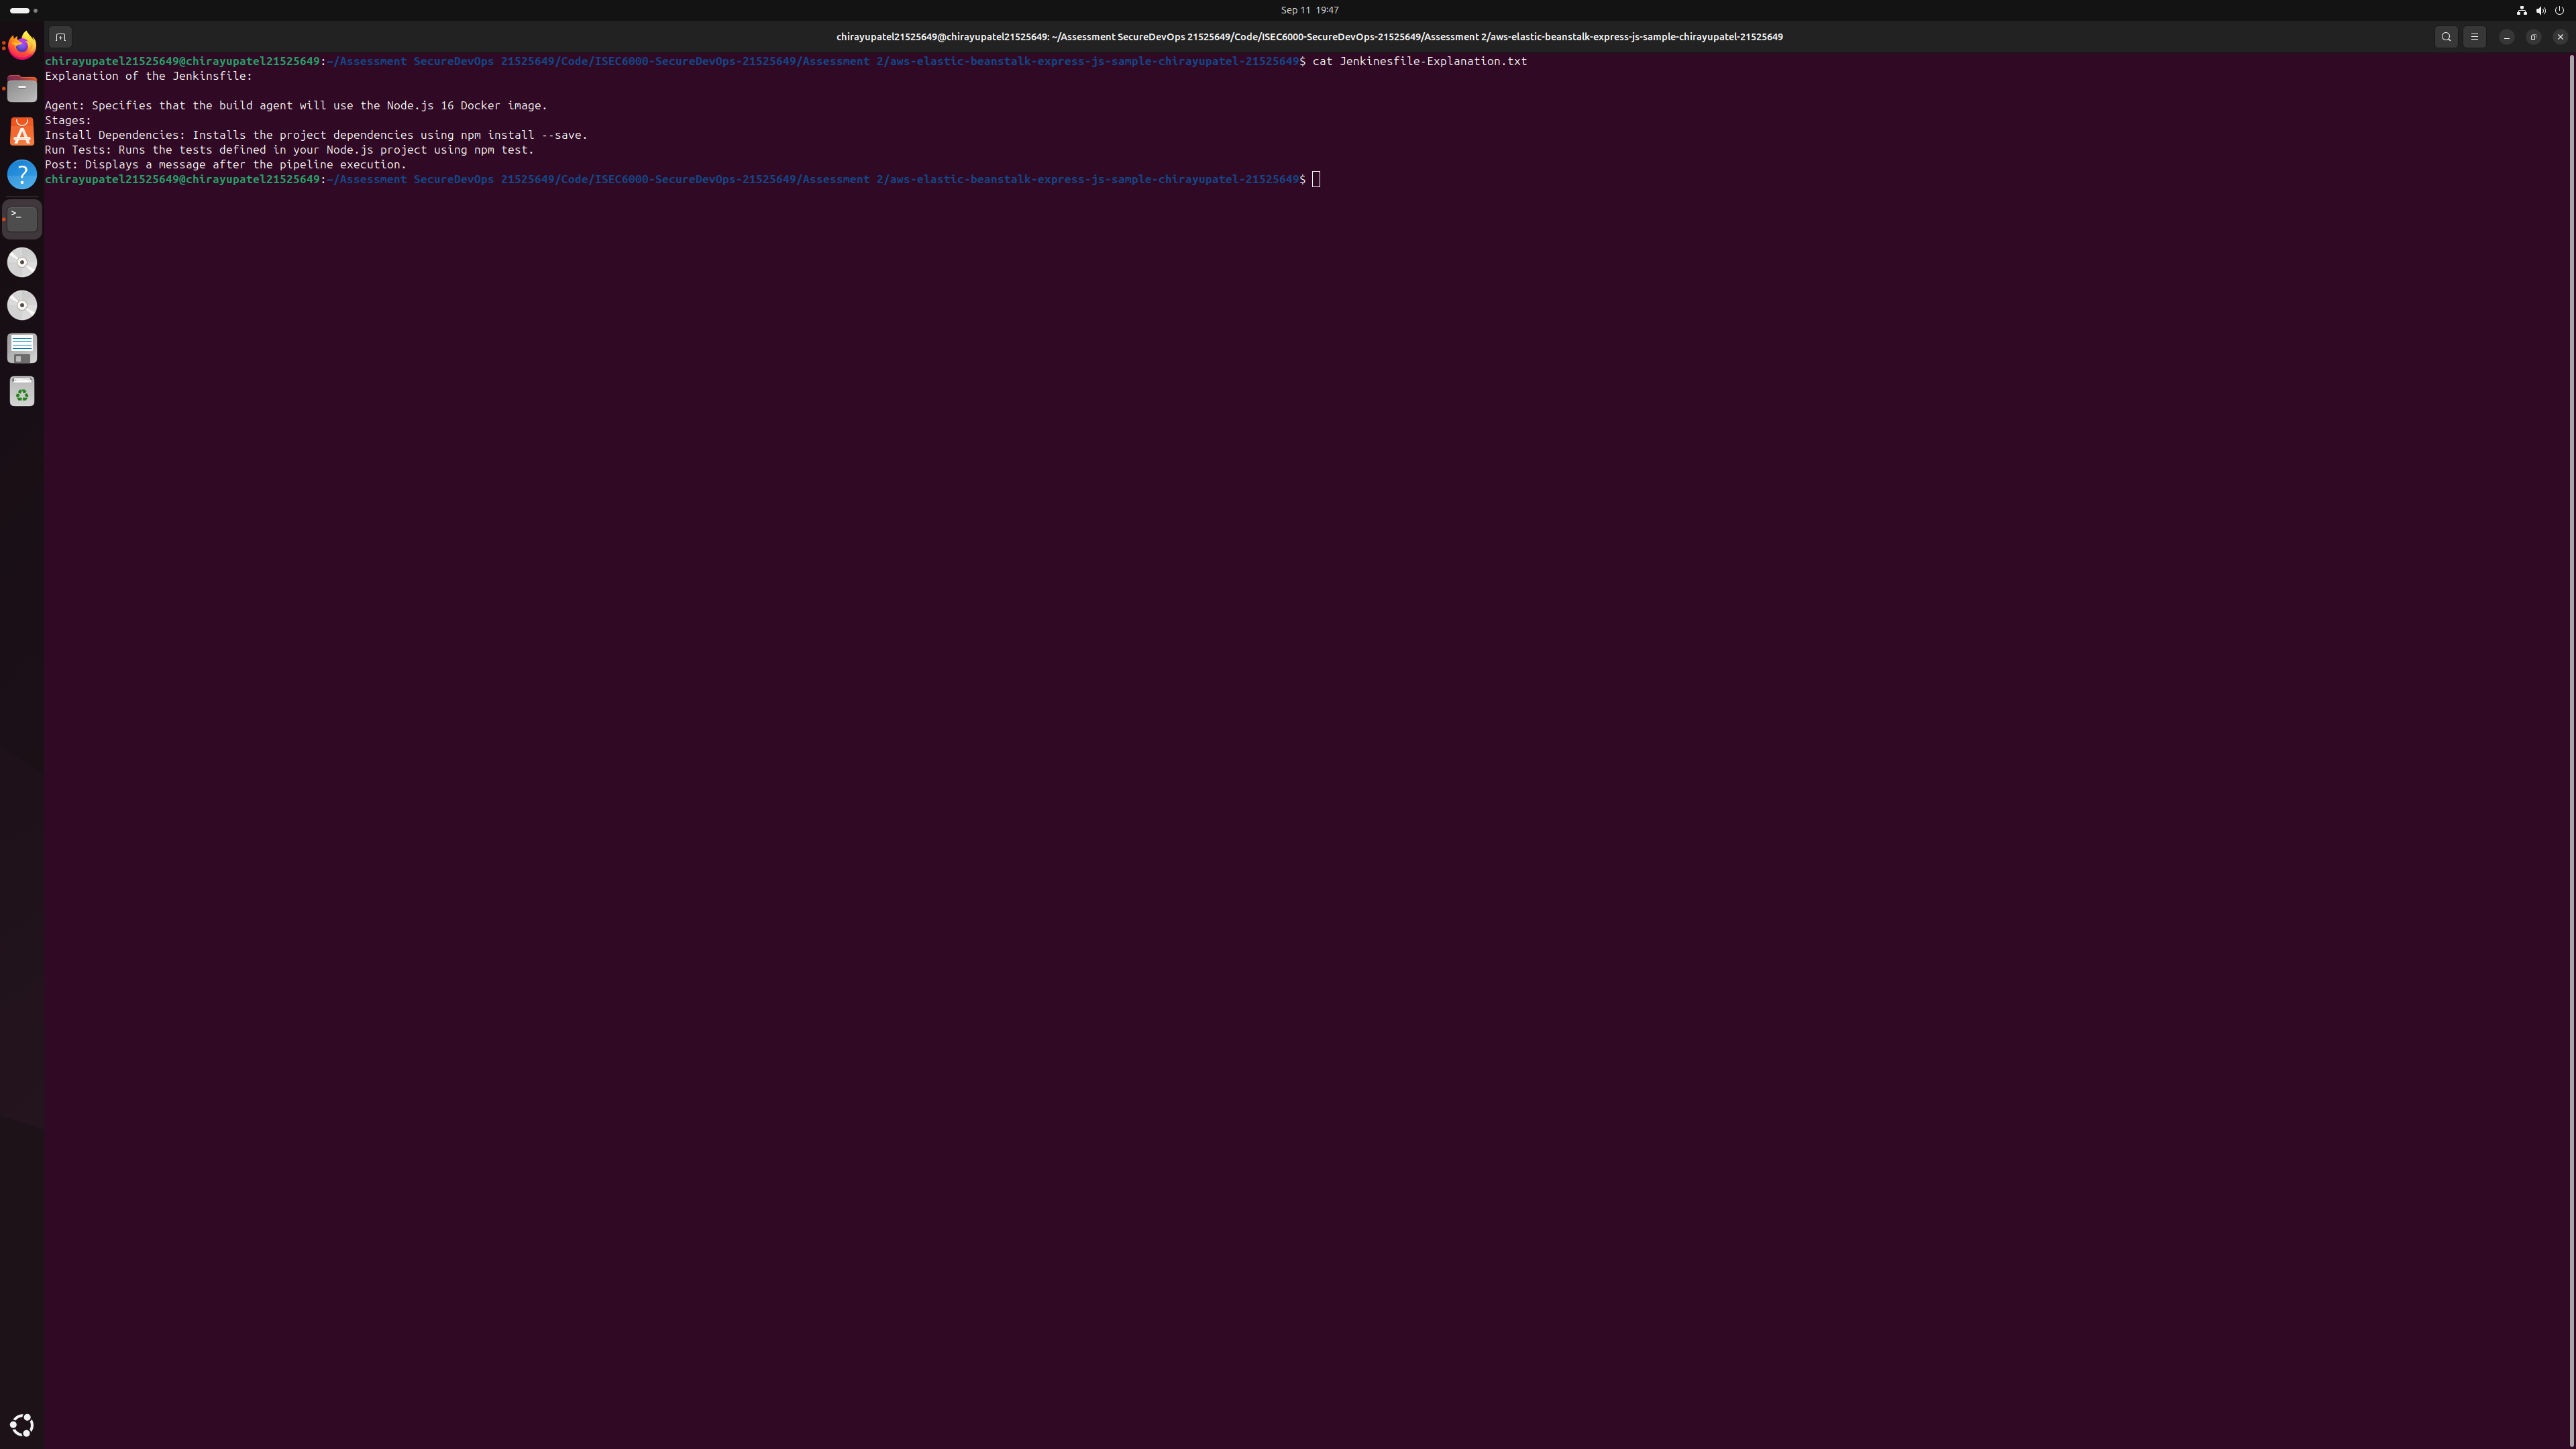 Sep 11 19:47
chirayupatel21525649@chirayupatel21525649: ~/Assessment SecureDevOps 21525649/Code/ISEC6000-SecureDevOps-21525649/Assessment 2/aws-elastic-beanstalk-express-js-sample-chirayupatel-21525649
chirayupatel21525649@chirayupatel21525649:~/Assessment SecureDevOps 21525649/Code/ISEC6000-SecureDevOps-21525649/Assessment 2/aws-elastic-beanstalk-express-js-sample-chirayupatel-21525649$ cat Jenkinesfile-Explanation.txt
Explanation of the Jenkinsfile:
Agent: Specifies that the build agent will use the Node.js 16 Docker image.
Stages:
Install Dependencies: Installs the project dependencies using npm install --save.
Run Tests: Runs the tests defined in your Node.js project using npm test.
Post: Displays a message after the pipeline execution.
chirayupatel21525649@chirayupatel21525649:~/Assessment SecureDevOps 21525649/Code/ISEC6000-SecureDevOps-21525649/Assessment 2/aws-elastic-beanstalk-express-js-sample-chirayupatel-21525649$